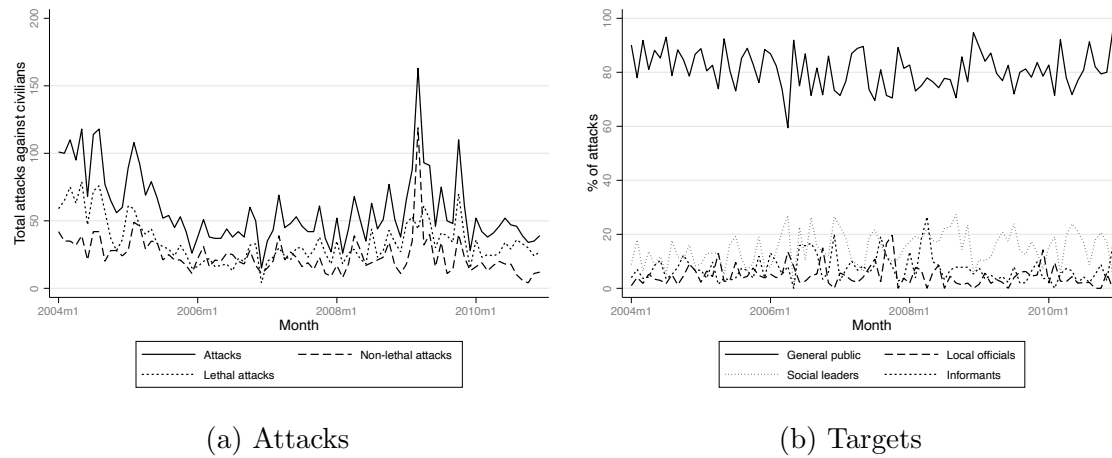 200
150
100
50
0
Total attacks against civilians
2004m1 2006m1 2008m1 2010m1
Month
Attacks Non-lethal attacks
Lethal attacks
(a) Attacks
100
80
60
40
20
0
% of attacks
2004m1 2006m1 2008m1 2010m1
Month
General public Local officials
Social leaders Informants
(b) Targets